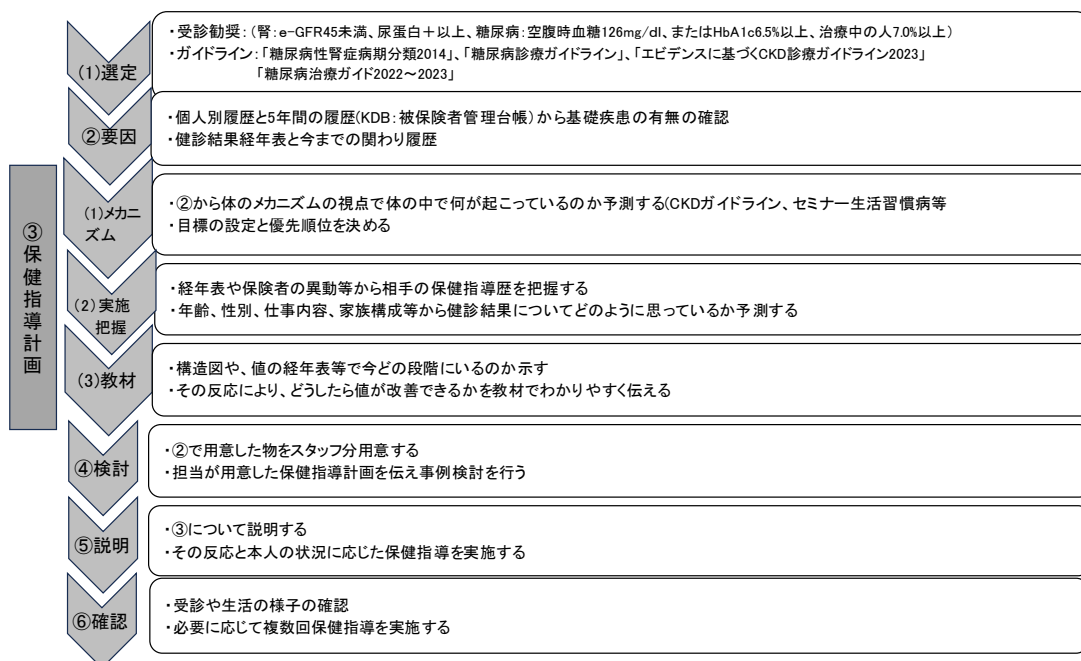 (1)選定
・受診勧奨：（腎：e-GFR45未満、尿蛋白＋以上、糖尿病：空腹時血糖126mg/dl、またはHbA1c6.5%以上、治療中の人7.0%以上）
・ガイドライン：「糖尿病性腎症病期分類2014」、「糖尿病診療ガイドライン」、「エビデンスに基づくCKD診療ガイドライン2023」
「糖尿病治療ガイド2022～2023」
②要因
・個人別履歴と5年間の履歴(KDB：被保険者管理台帳）から基礎疾患の有無の確認
・健診結果経年表と今までの関わり履歴
③保健指導計画
(1)メカニ
ズム
・②から体のメカニズムの視点で体の中で何が起こっているのか予測する(CKDガイドライン、セミナー生活習慣病等
・目標の設定と優先順位を決める
(2)実施
把握
・経年表や保険者の異動等から相手の保健指導歴を把握する
・年齢、性別、仕事内容、家族構成等から健診結果についてどのように思っているか予測する
(3)教材
・構造図や、値の経年表等で今どの段階にいるのか示す
・その反応により、どうしたら値が改善できるかを教材でわかりやすく伝える
④検討
・②で用意した物をスタッフ分用意する
・担当が用意した保健指導計画を伝え事例検討を行う
⑤説明
・③について説明する
・その反応と本人の状況に応じた保健指導を実施する
⑥確認
・受診や生活の様子の確認
・必要に応じて複数回保健指導を実施する